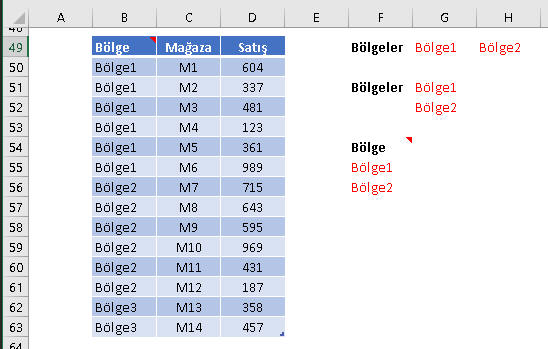 A B C D E F G H
49 Bölge Mağaza Satış Bölgeler Bölge1 Bölge2
50 Bölge1 M1 604
51 Bölge1 M2 337 Bölgeler Bölge1
52 Bölge1 M3 481 Bölge2
53 Bölge1 M4 123
54 Bölge1 M5 361 Bölge
55 Bölge1 M6 989 Bölge1
56 Bölge2 M7 715 Bölge2
57 Bölge2 M8 643
58 Bölge2 M9 595
59 Bölge2 M10 969
60 Bölge2 M11 431
61 Bölge2 M12 187
62 Bölge3 M13 358
63 Bölge3 M14 457